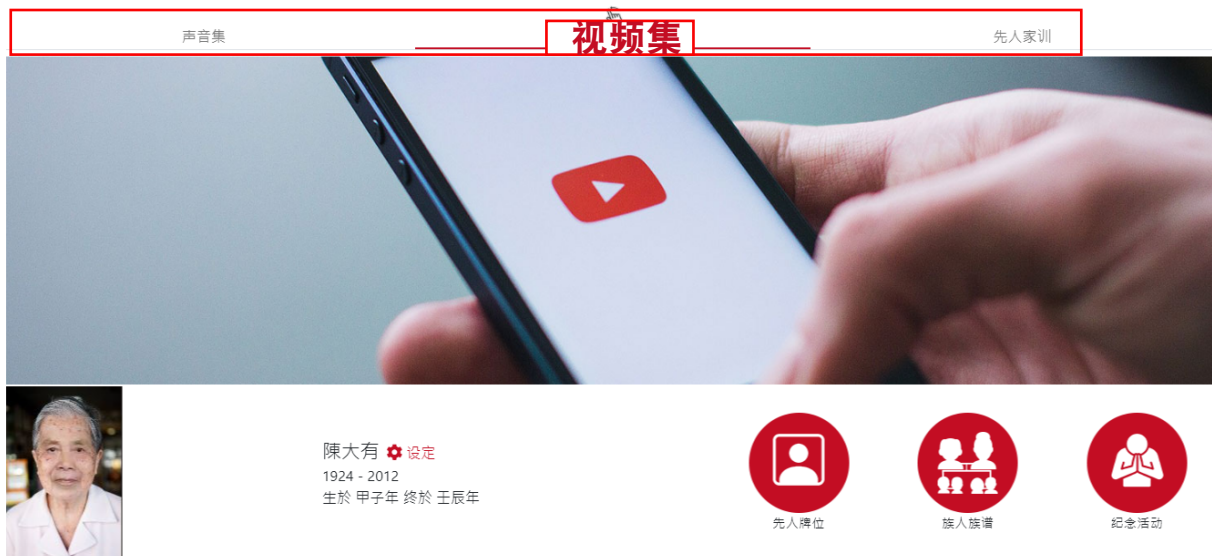 声音集
视频集
先人家训
陳大有 设定
1924 - 2012
生於 甲子年 终於 壬辰年
先人牌位
族人族谱
紀念活动